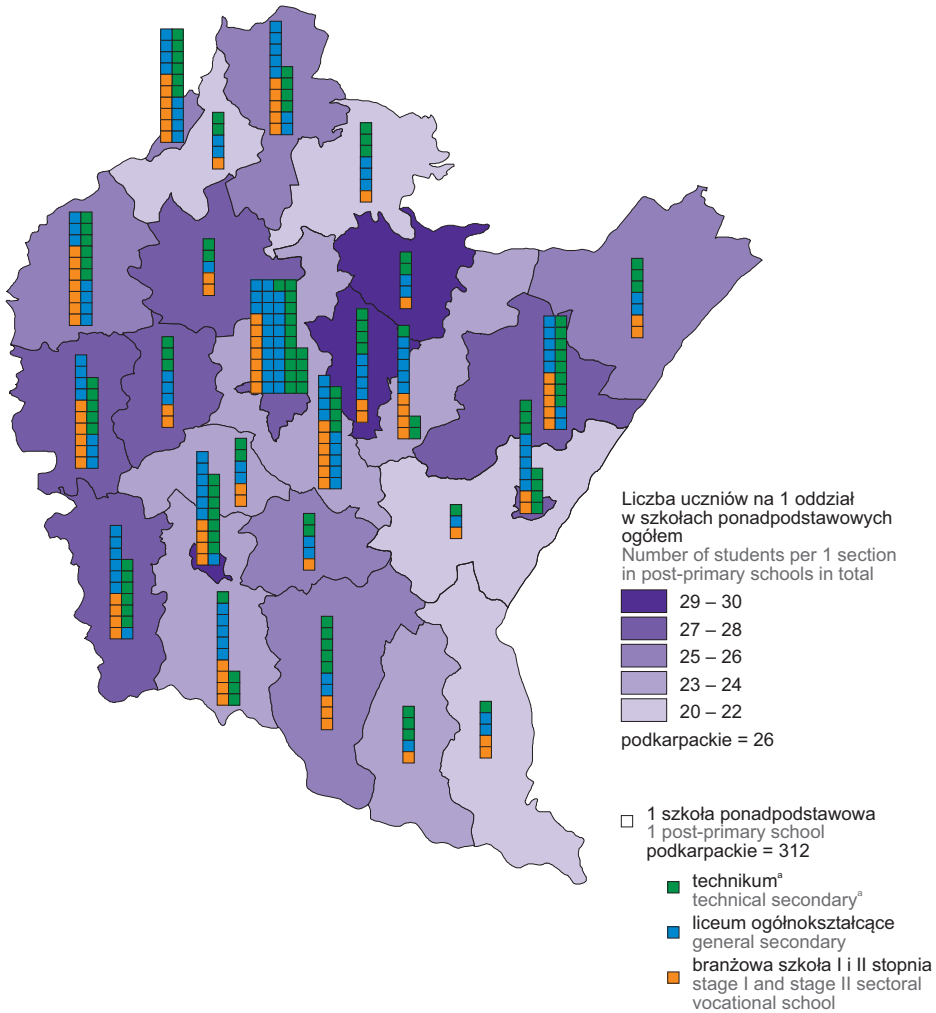 Liczba uczniów na 1 oddział
w szkołach ponadpodstawowych
ogółem
Number of students per 1 section
in post-primary schools in total
29 – 30
27 – 28
25 – 26
23 – 24
20 – 22
podkarpackie = 26
1 szkoła ponadpodstawowa
1 post-primary school
podkarpackie = 312
technikumᵃ
technical secondaryᵃ
liceum ogólnokształcące
general secondary
branżowa szkoła I i II stopnia
stage I and stage II sectoral
vocational school